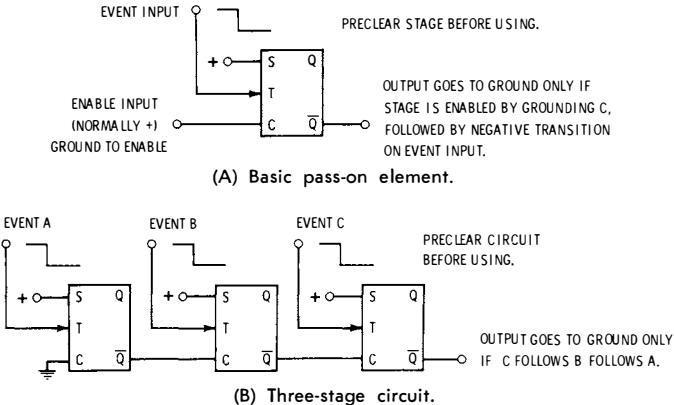 EVENT INPUT
PRECLEAR STAGE BEFORE USING.
+ S Q
T
C Q̅
ENABLE INPUT
(NORMALLY +)
GROUND TO ENABLE
OUTPUT GOES TO GROUND ONLY IF
STAGE IS ENABLED BY GROUNDING C,
FOLLOWED BY NEGATIVE TRANSITION
ON EVENT INPUT.
(A) Basic pass-on element.
EVENT A
EVENT B
EVENT C
PRECLEAR CIRCUIT
BEFORE USING.
+ S Q
T
C Q̅
+ S Q
T
C Q̅
+ S Q
T
C Q̅
OUTPUT GOES TO GROUND ONLY
IF C FOLLOWS B FOLLOWS A.
(B) Three-stage circuit.